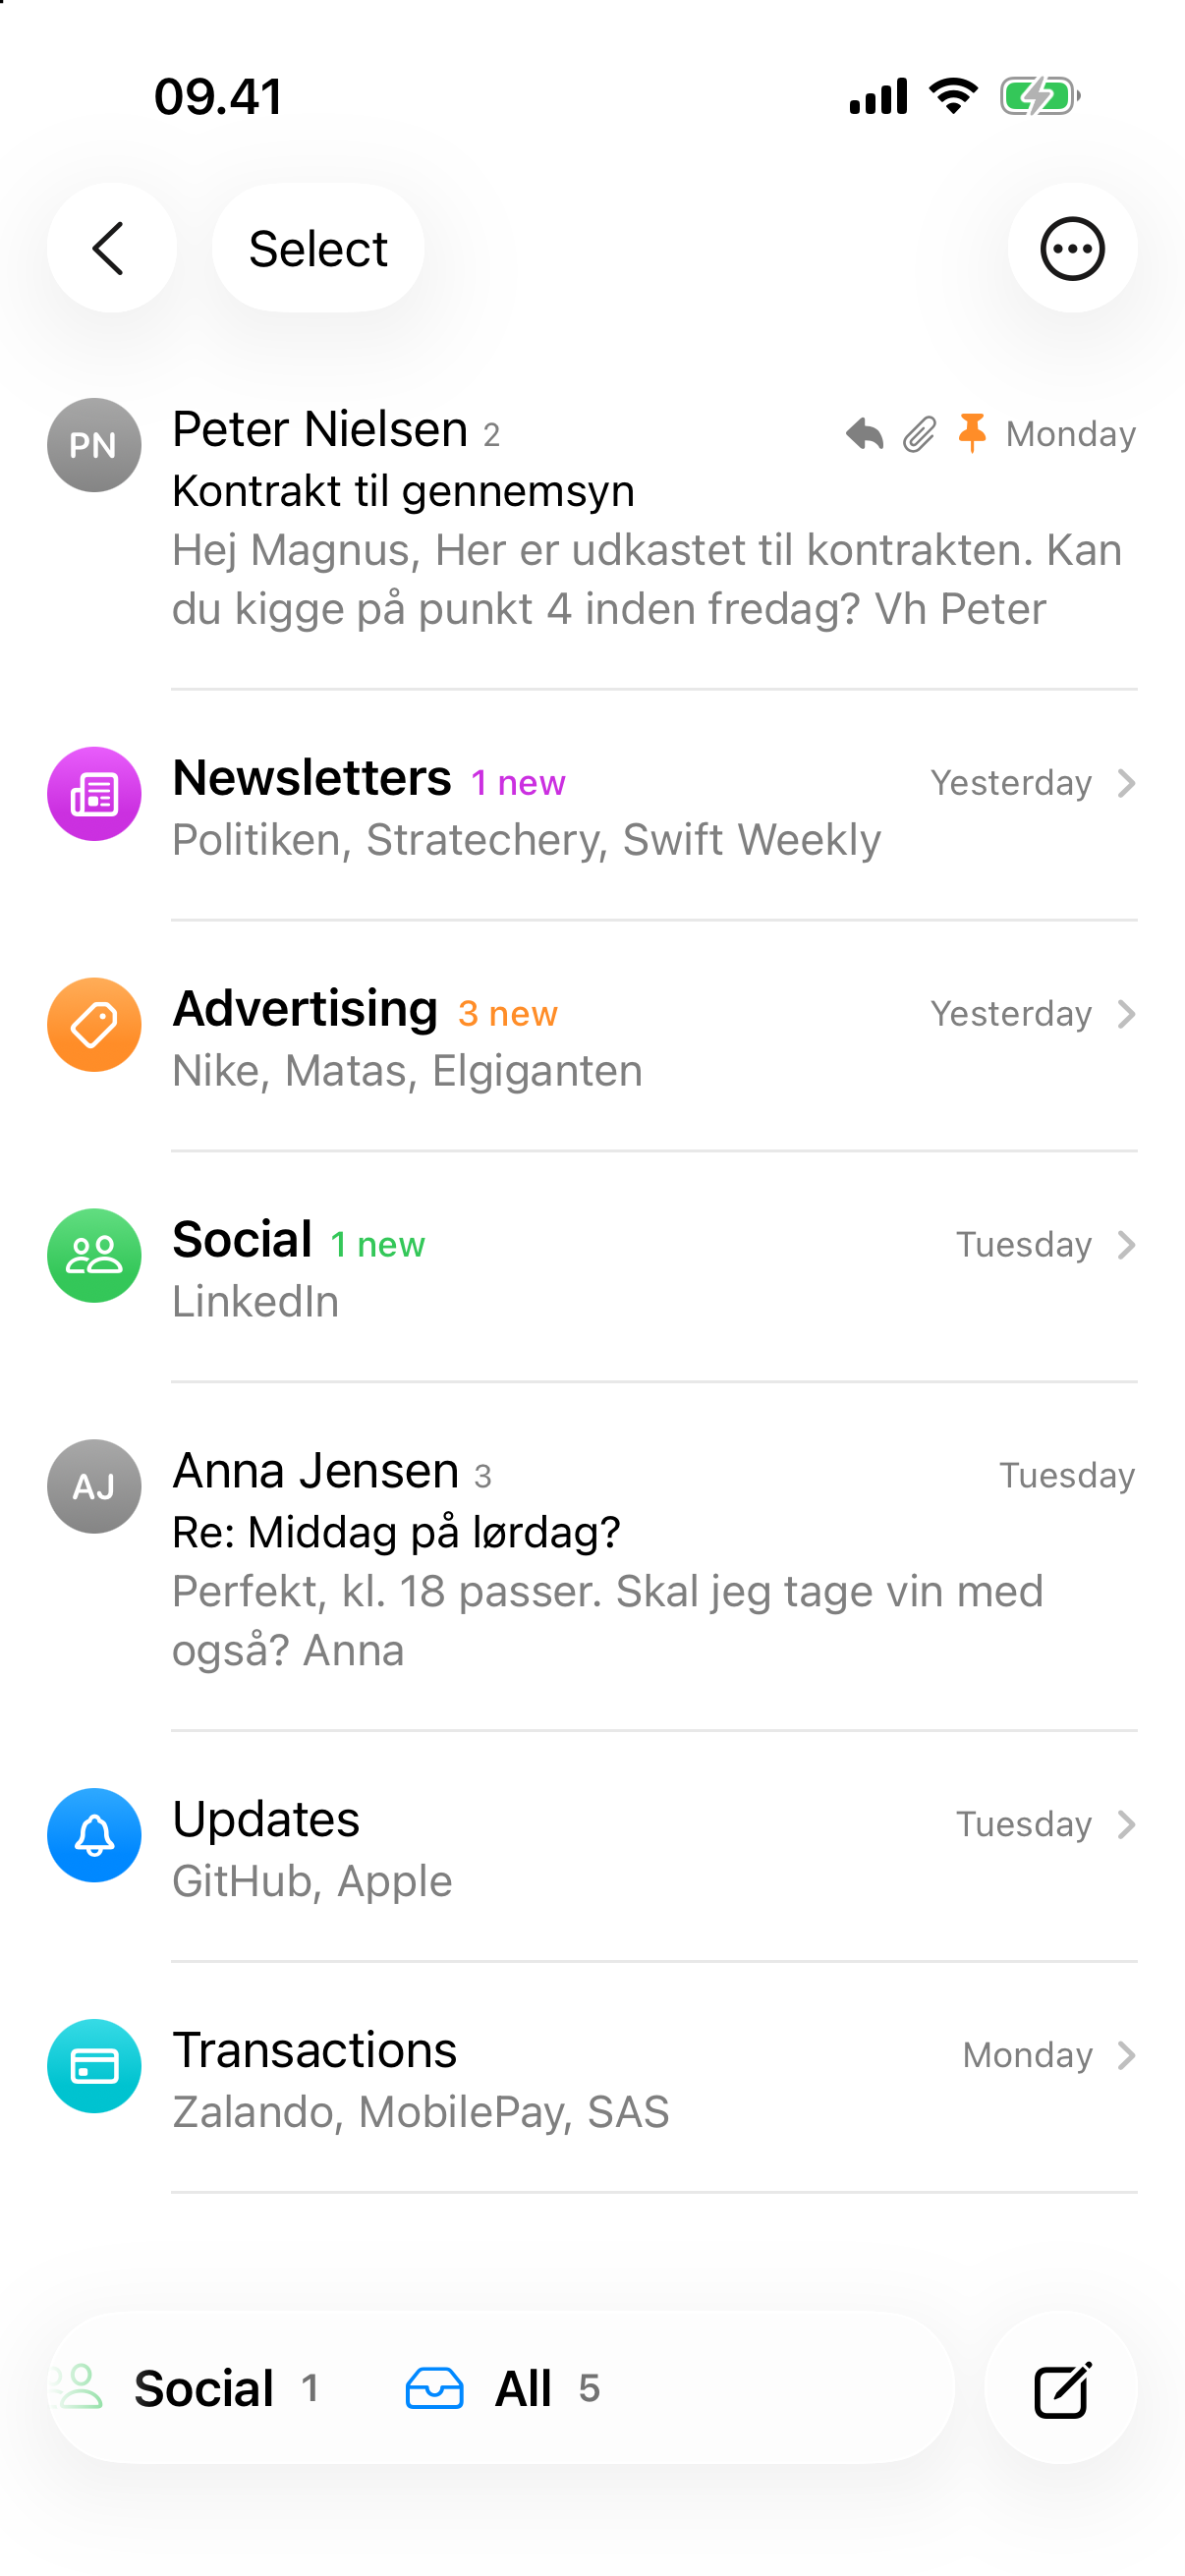 09.41
Select
PN
Peter Nielsen 2
Monday
Kontrakt til gennemsyn
Hej Magnus, Her er udkastet til kontrakten. Kan
du kigge på punkt 4 inden fredag? Vh Peter
Newsletters 1 new
Yesterday
Politiken, Stratechery, Swift Weekly
Advertising 3 new
Yesterday
Nike, Matas, Elgiganten
Social 1 new
Tuesday
LinkedIn
AJ
Anna Jensen 3
Tuesday
Re: Middag på lørdag?
Perfekt, kl. 18 passer. Skal jeg tage vin med
også? Anna
Updates
Tuesday
GitHub, Apple
Transactions
Monday
Zalando, MobilePay, SAS
Social 1
All 5